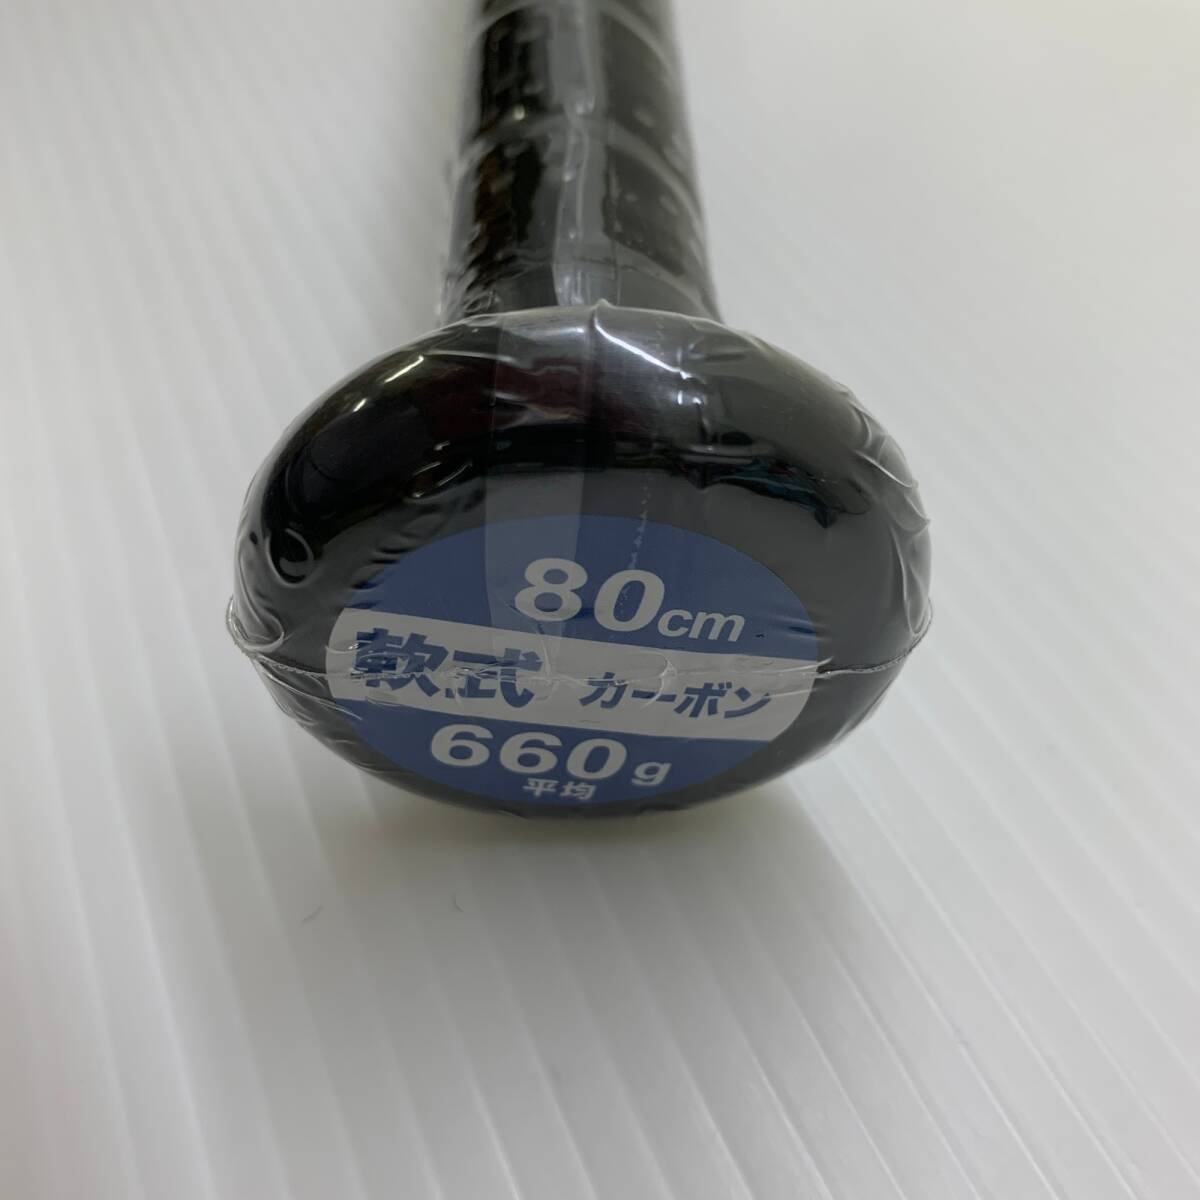 80cm
軟式 カーボン
660g
平均